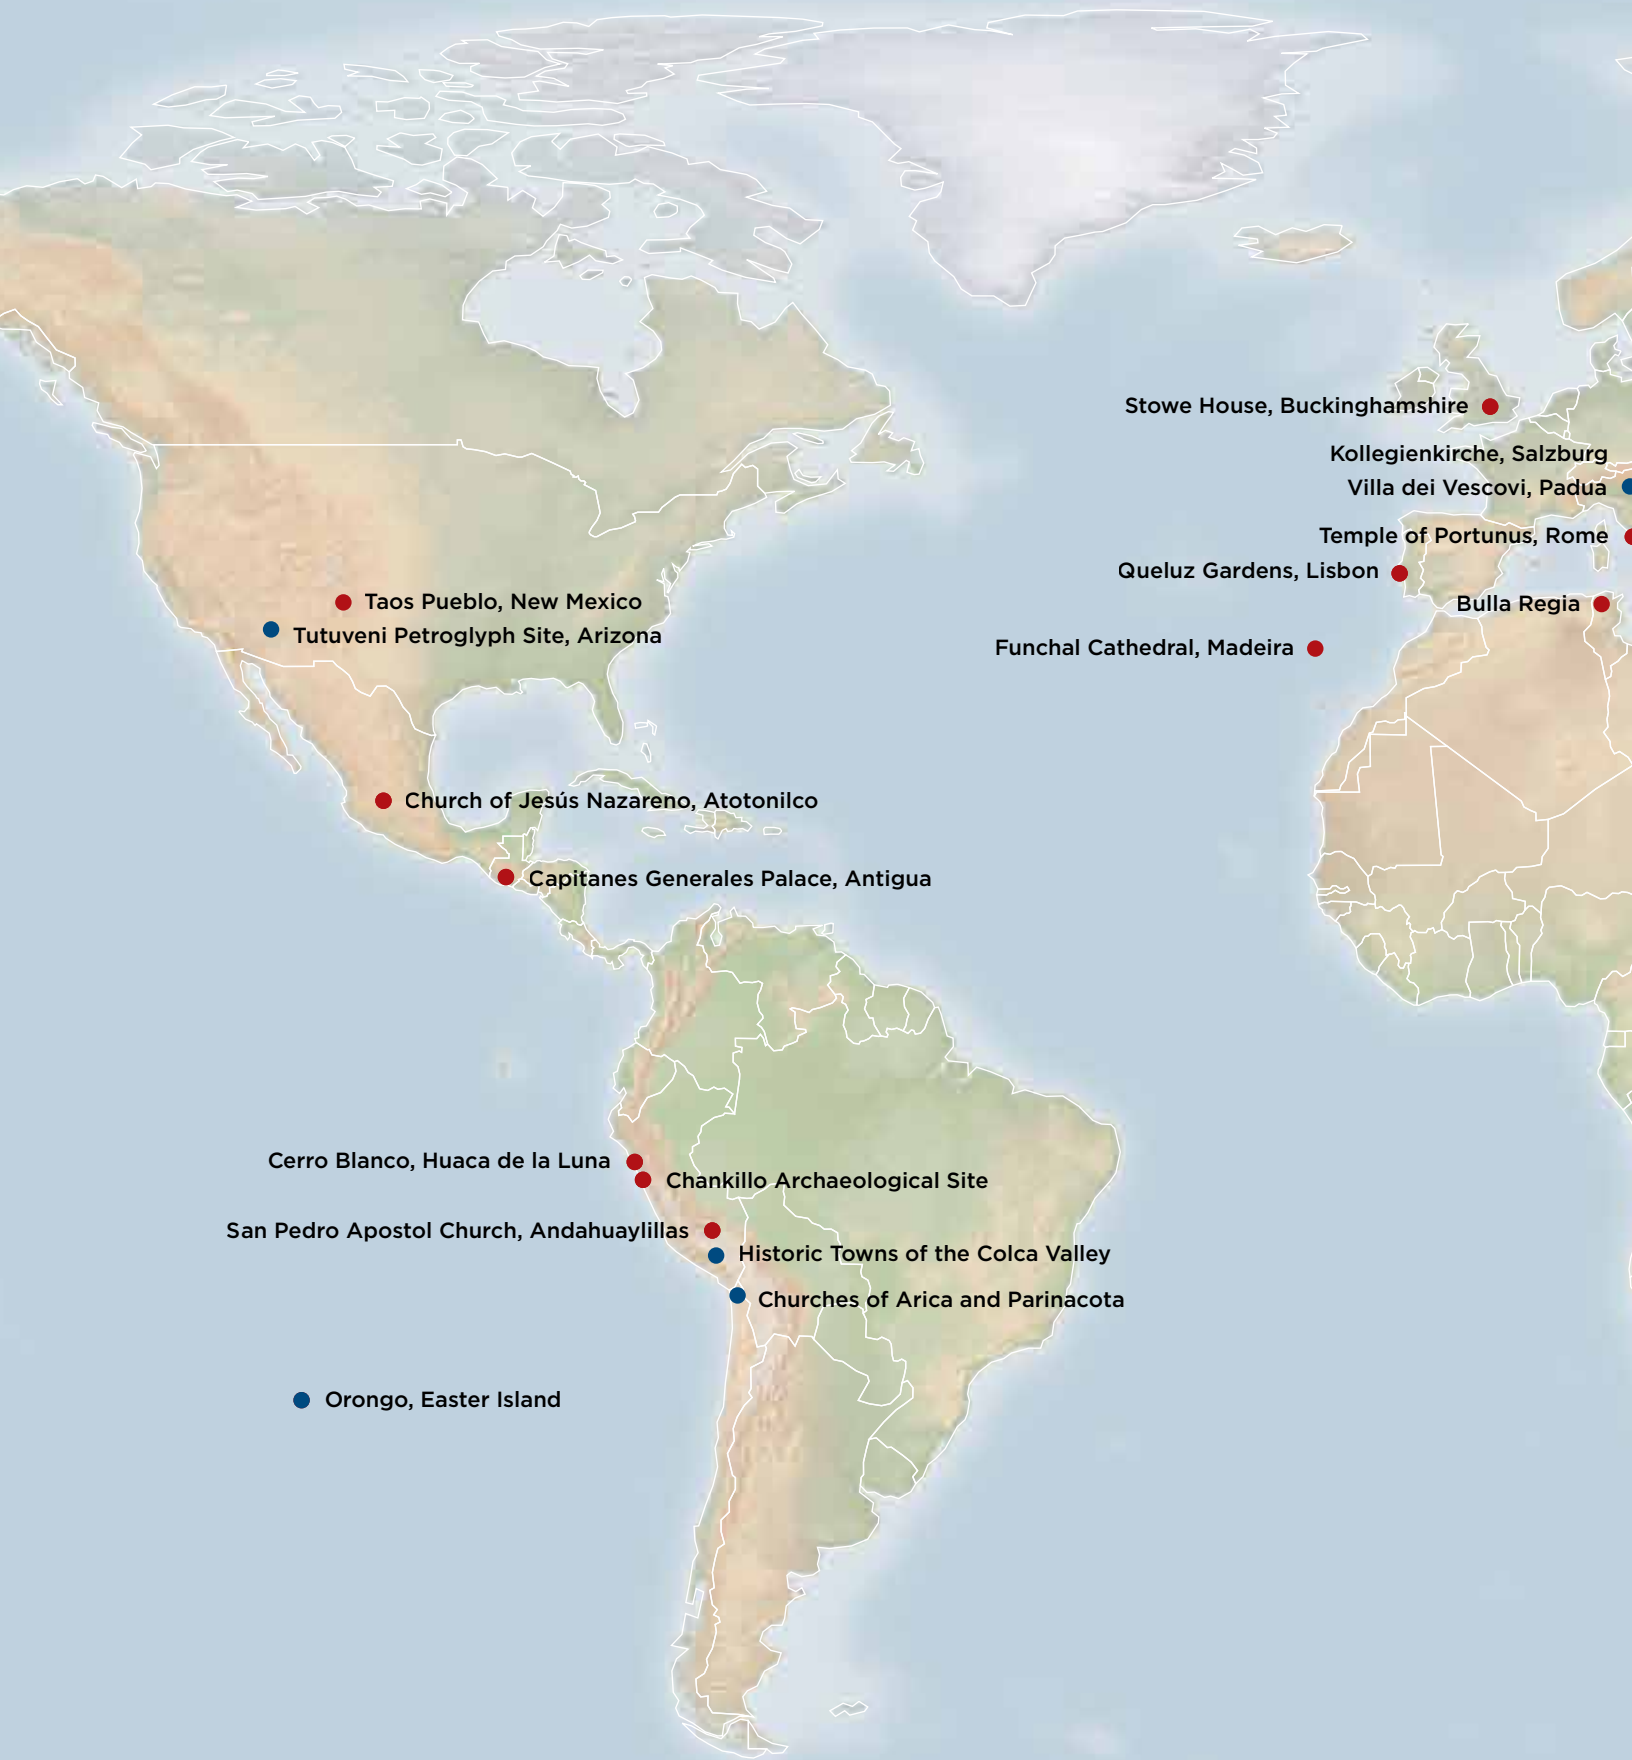 Stowe House, Buckinghamshire
Kollegienkirche, Salzburg
Villa dei Vescovi, Padua
Temple of Portunus, Rome
Queluz Gardens, Lisbon
Taos Pueblo, New Mexico
Bulla Regia
Tutuveni Petroglyph Site, Arizona
Funchal Cathedral, Madeira
Church of Jesús Nazareno, Atotonilco
Capitanes Generales Palace, Antigua
Cerro Blanco, Huaca de la Luna
Chankillo Archaeological Site
San Pedro Apostol Church, Andahuaylillas
Historic Towns of the Colca Valley
Churches of Arica and Parinacota
Orongo, Easter Island